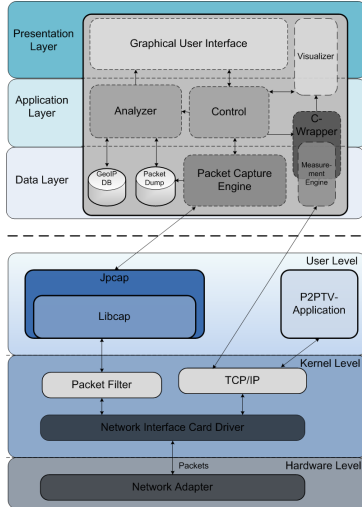 Presentation
Layer
Graphical User Interface
Visualizer
Application
Layer
Analyzer
Control
C-
Wrapper
Data Layer
GeoIP
DB
Packet
Dump
Packet Capture
Engine
Measure-
ment
Engine
User Level
Jpcap
Libcap
P2PTV-
Application
Kernel Level
Packet Filter
TCP/IP
Network Interface Card Driver
Packets
Hardware Level
Network Adapter